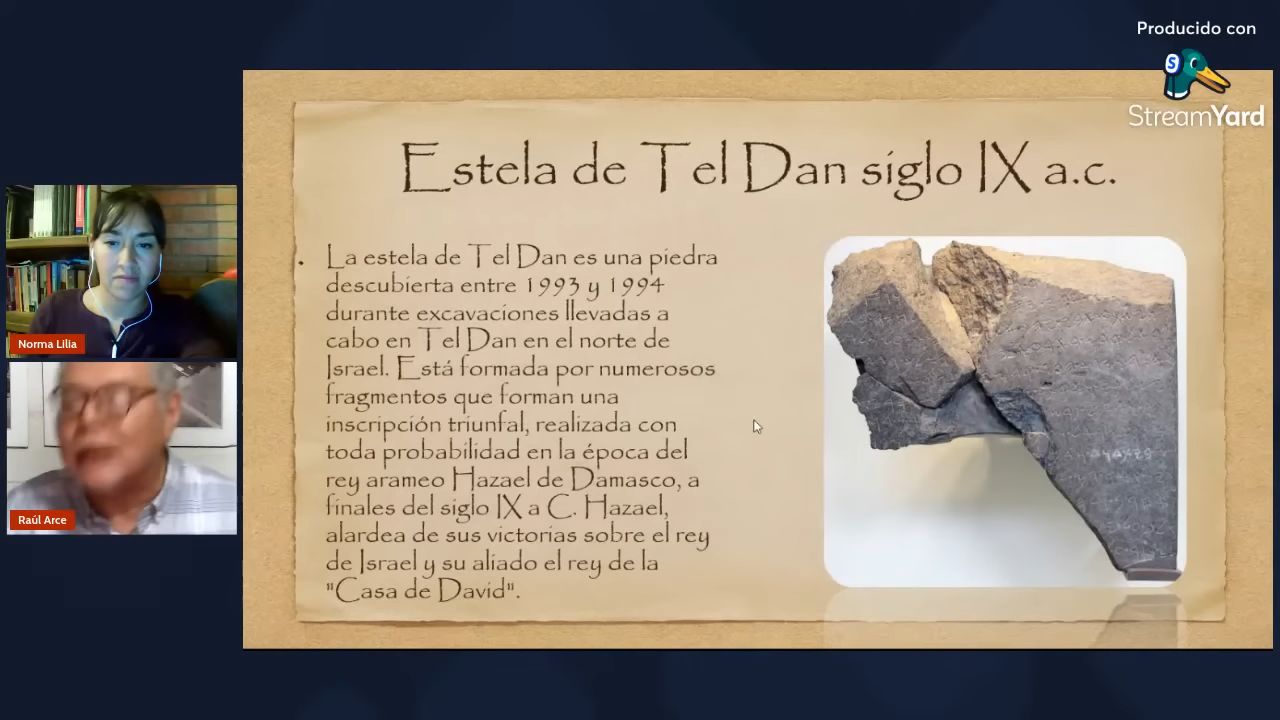 Producido con
StreamYard
Estela de Tel Dan siglo IX a.c.
. La estela de Tel Dan es una piedra
descubierta entre 1993 y 1994
durante excavaciones llevadas a
cabo en Tel Dan en el norte de
Israel. Está formada por numerosos
fragmentos que forman una
inscripción triunfal, realizada con
toda probabilidad en la época del
rey arameo Hazael de Damasco, a
finales del siglo IX a C. Hazael,
alardea de sus victorias sobre el rey
de Israel y su aliado el rey de la
"Casa de David".
Norma Lilia
Raúl Arce